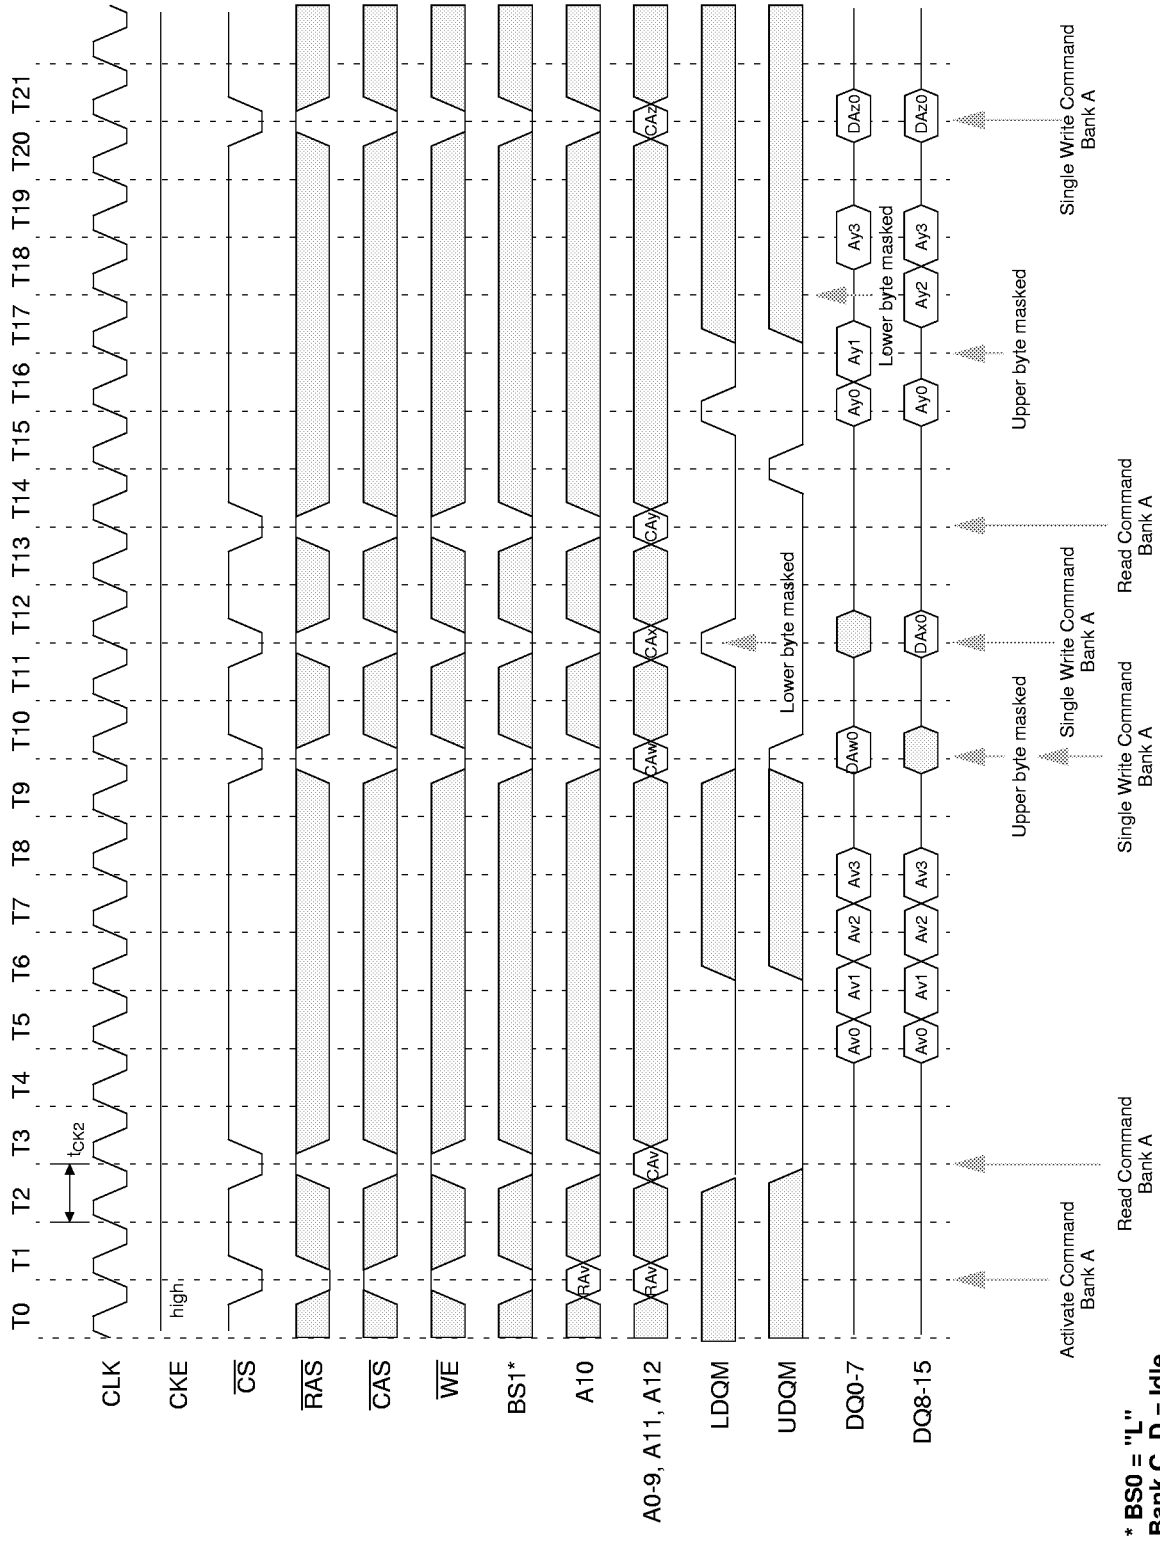 T0 T1 T2 T3 T4 T5 T6 T7 T8 T9 T10 T11 T12 T13 T14 T15 T16 T17 T18 T19 T20 T21
tCK2
CLK
CKE
high
CS
RAS
CAS
WE
BS1*
A10
RAv
A0-9, A11, A12
RAv CAv CAw CAx CAy CAz
LDQM
Lower byte masked
UDQM
Lower byte masked
DQ0-7
Av0 Av1 Av2 Av3 DAw0 Ay0 Ay1 Ay3 DAz0
DQ8-15
Av0 Av1 Av2 Av3 DAx0 Ay0 Ay2 Ay3 DAz0
Upper byte masked
Upper byte masked
Activate Command
Bank A
Read Command
Bank A
Single Write Command
Bank A
Single Write Command
Bank A
Read Command
Bank A
Single Write Command
Bank A
* BS0 = "L"
Bank C, D = Idle